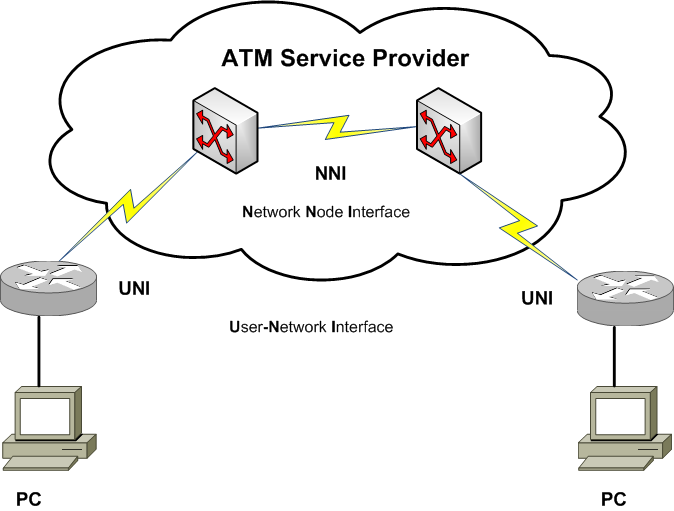 ATM Service Provider
NNI
Network Node Interface
UNI
UNI
User-Network Interface
PC
PC